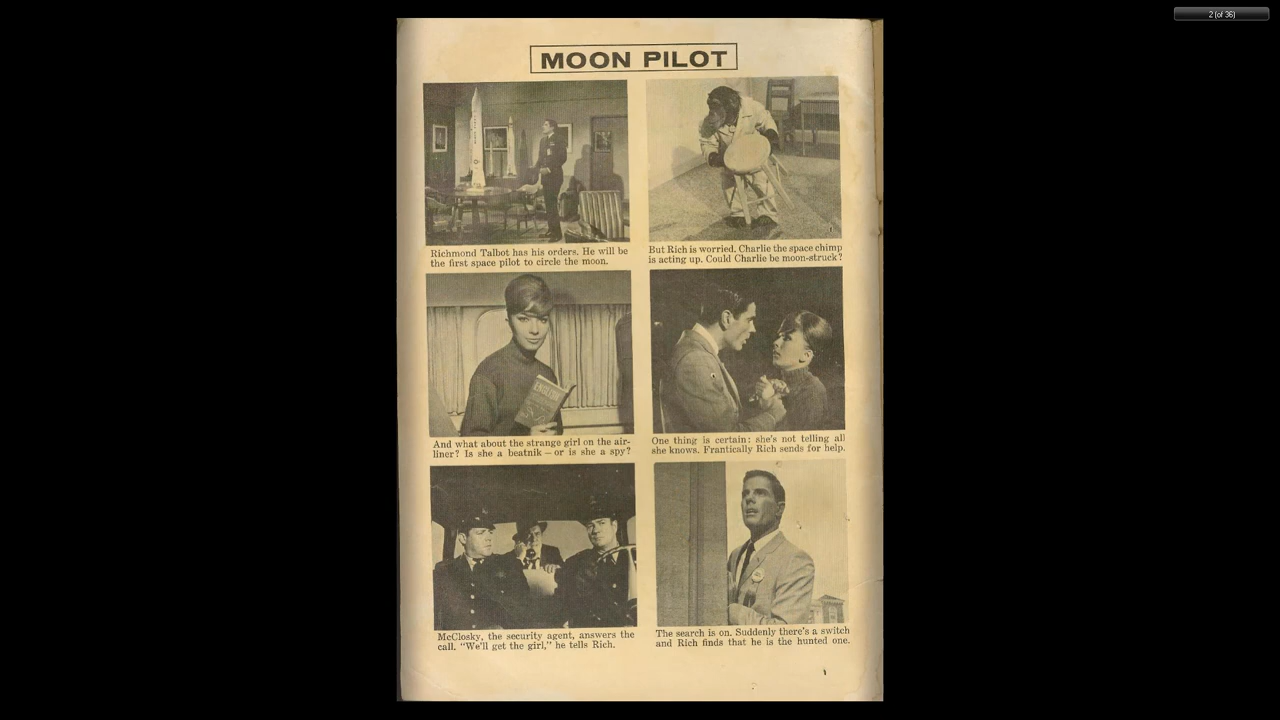 2 (of 36)
MOON PILOT
Richmond Talbot has his orders. He will be
the first space pilot to circle the moon.
But Rich is worried. Charlie the space chimp
is acting up. Could Charlie be moon-struck?
And what about the strange girl on the air-
liner? Is she a beatnik — or is she a spy?
One thing is certain: she's not telling all
she knows. Frantically Rich sends for help.
McClosky, the security agent, answers the
call. "We'll get the girl," he tells Rich.
The search is on. Suddenly there's a switch
and Rich finds that he is the hunted one.